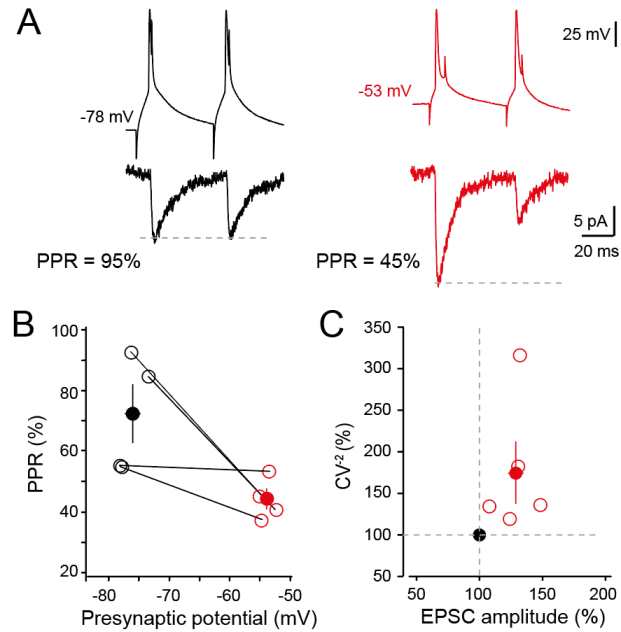 A
25 mV
-78 mV
-53 mV
5 pA
20 ms
PPR = 95%
PPR = 45%
B
100
80
60
40
20
PPR (%)
-80
-70
-60
-50
Presynaptic potential (mV)
C
350
300
250
200
150
100
50
CV⁻² (%)
50
100
150
200
EPSC amplitude (%)